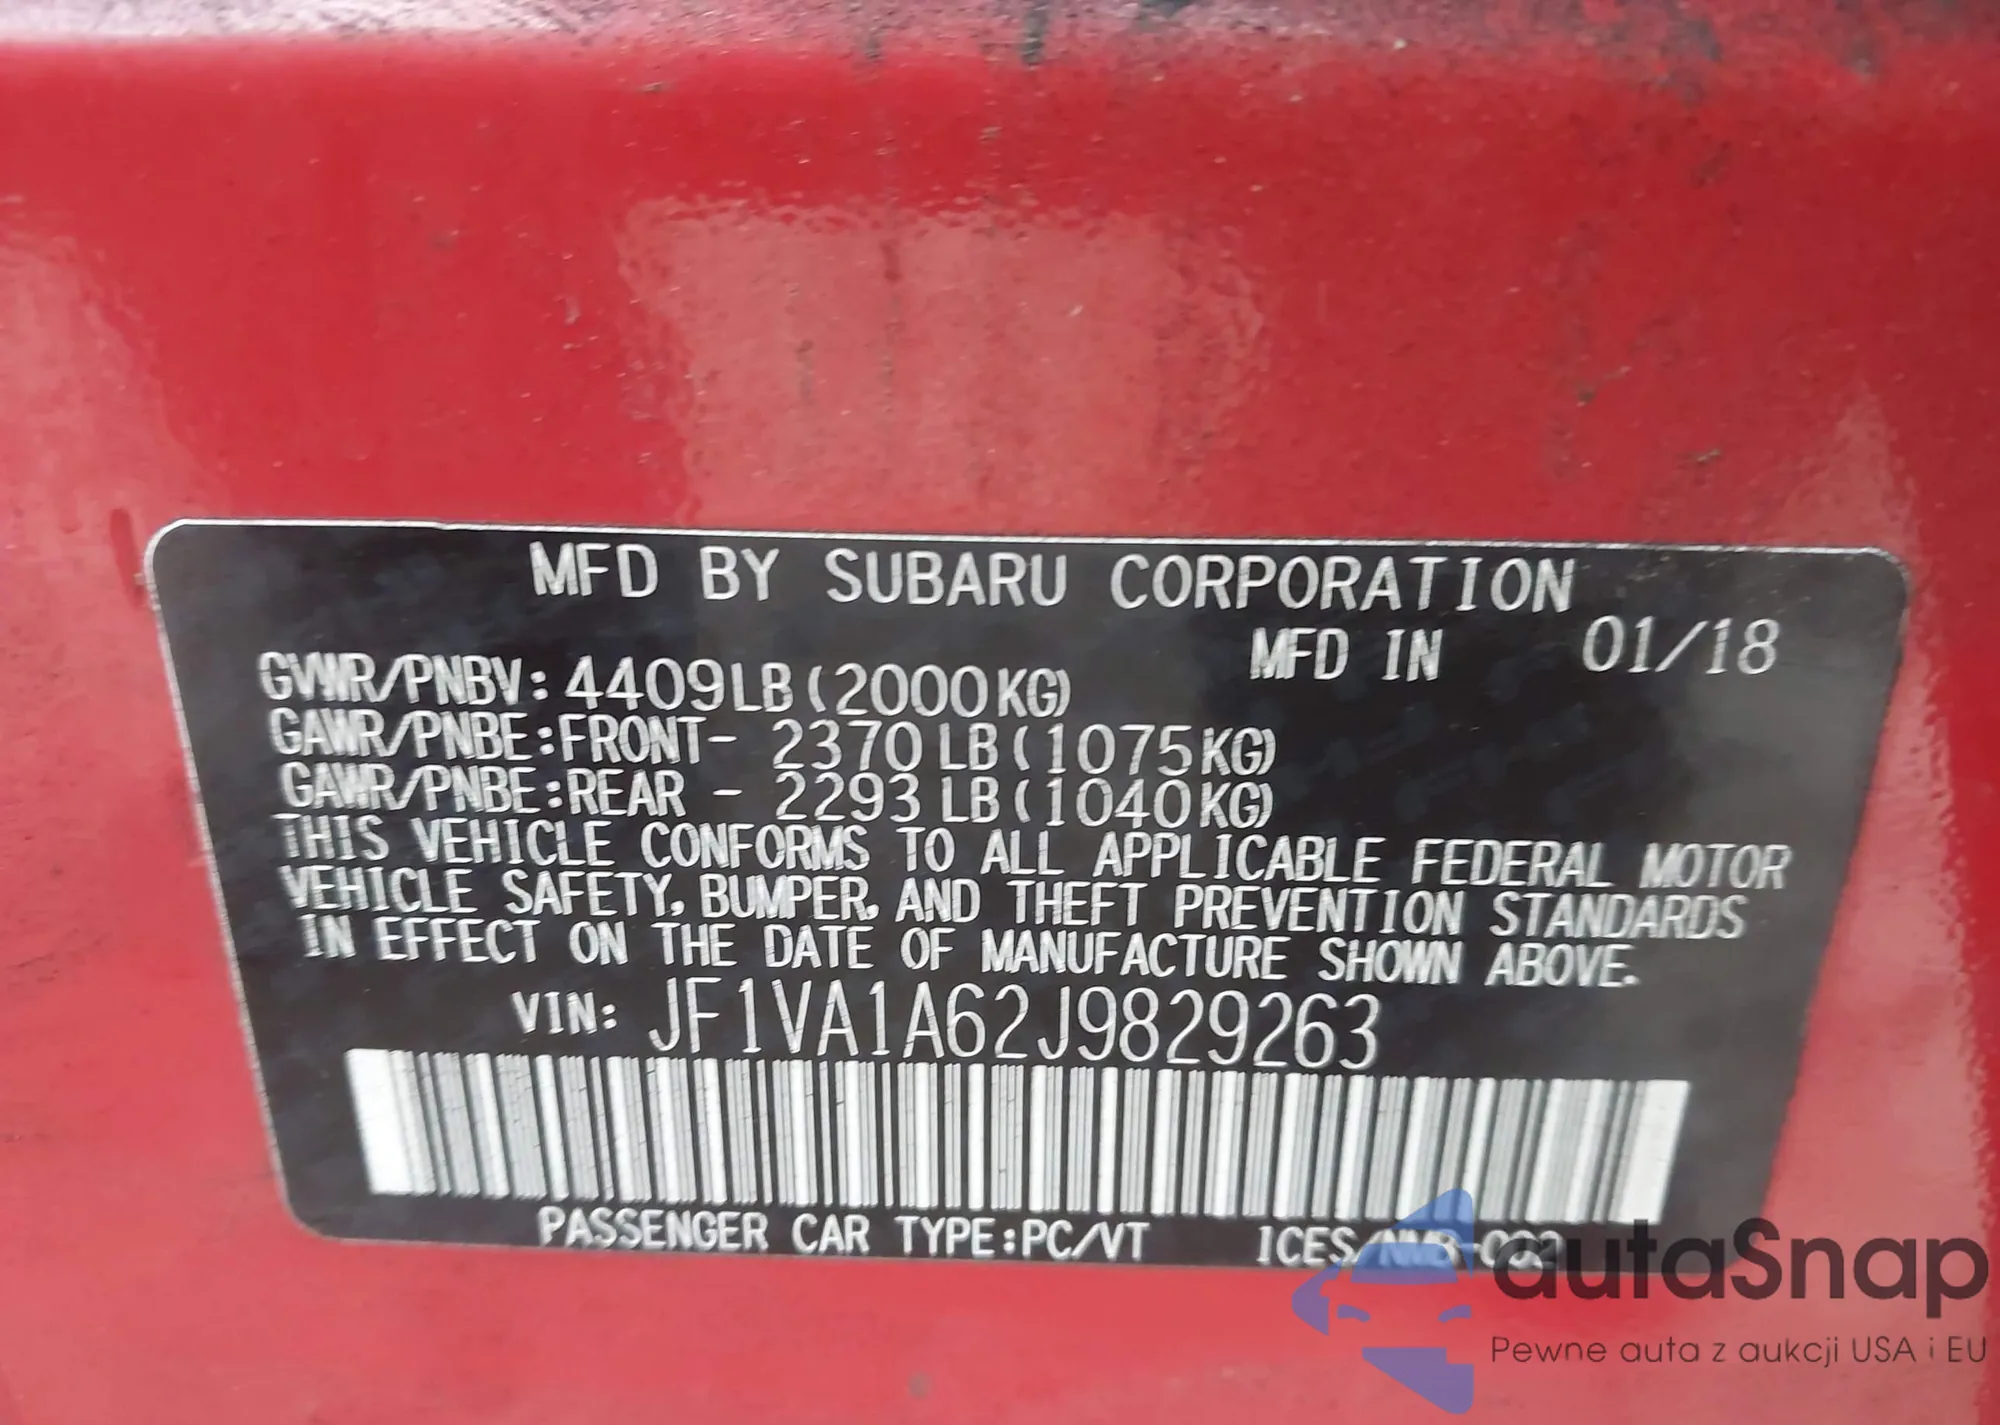 MFD BY SUBARU CORPORATION
MFD IN 01/18
GVWR/PNBV: 4409LB (2000KG)
GAWR/PNBE:FRONT- 2370 LB (1075KG)
GAWR/PNBE:REAR - 2293 LB (1040KG)
THIS VEHICLE CONFORMS TO ALL APPLICABLE FEDERAL MOTOR
VEHICLE SAFETY, BUMPER, AND THEFT PREVENTION STANDARDS
IN EFFECT ON THE DATE OF MANUFACTURE SHOWN ABOVE.
VIN: JF1VA1A62J9829263
PASSENGER CAR TYPE:PC/VT ICES/NMB-002
autaSnap
Pewne auta z aukcji USA i EU